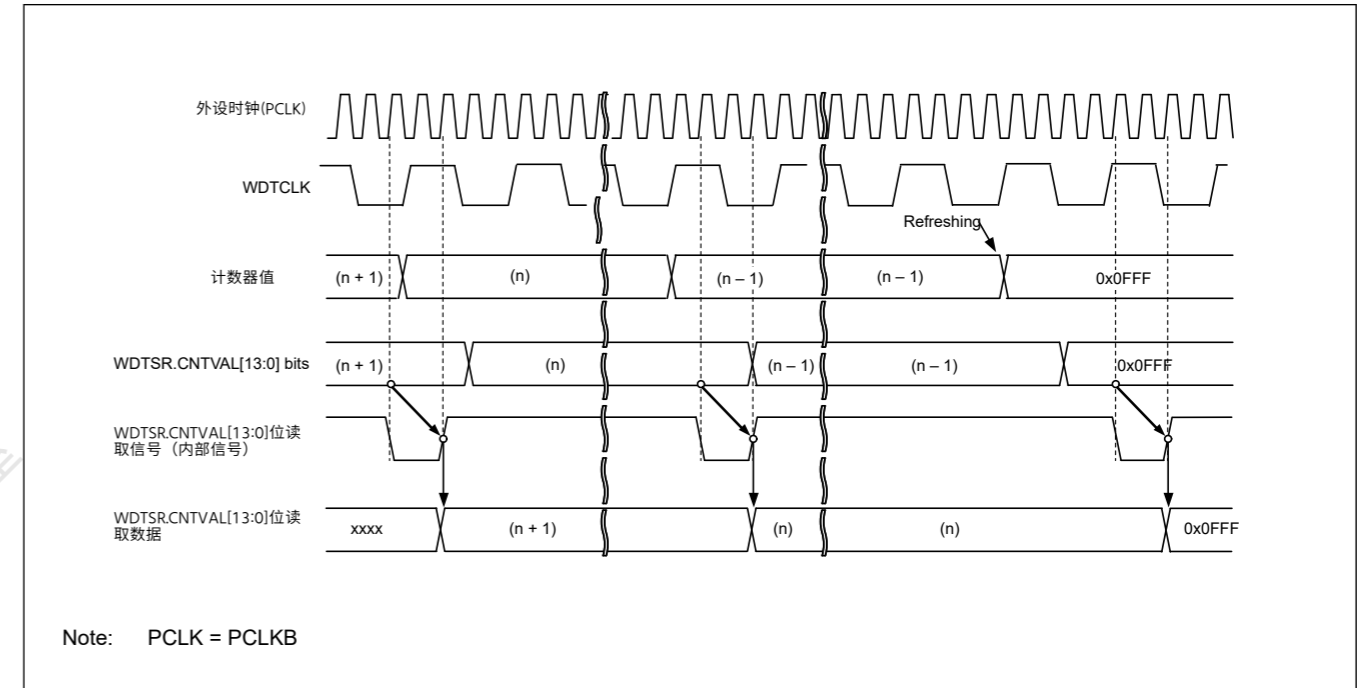 外设时钟(PCLK)
WDTCLK
Refreshing
计数器值 (n + 1) (n) (n – 1) (n – 1) 0x0FFF
WDTSR.CNTVAL[13:0] bits (n + 1) (n) (n – 1) (n – 1) 0x0FFF
WDTSR.CNTVAL[13:0]位读
取信号（内部信号）
WDTSR.CNTVAL[13:0]位读
取数据 xxxx (n + 1) (n) (n) 0x0FFF
Note: PCLK = PCLKB